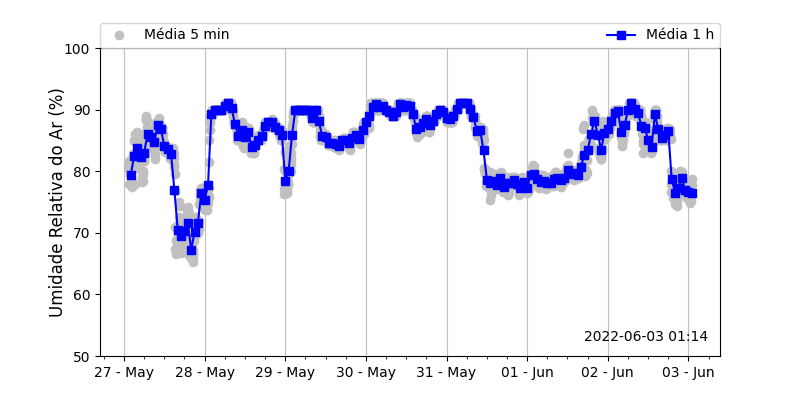 Média 5 min
Média 1 h
Umidade Relativa do Ar (%)
100
90
80
70
60
50
2022-06-03 01:14
27 - May
28 - May
29 - May
30 - May
31 - May
01 - Jun
02 - Jun
03 - Jun